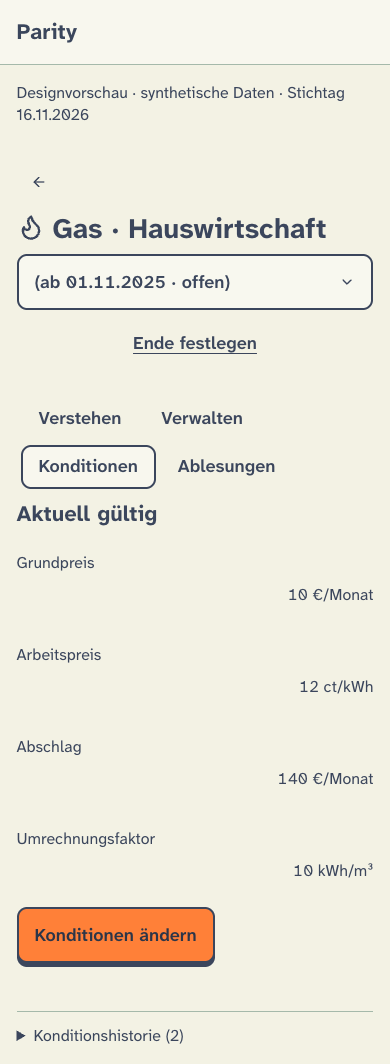 Parity
Designvorschau · synthetische Daten · Stichtag
16.11.2026
←
Gas · Hauswirtschaft
(ab 01.11.2025 · offen)
Ende festlegen
Verstehen Verwalten
Konditionen Ablesungen
Aktuell gültig
Grundpreis
10 €/Monat
Arbeitspreis
12 ct/kWh
Abschlag
140 €/Monat
Umrechnungsfaktor
10 kWh/m³
Konditionen ändern
▶ Konditionshistorie (2)